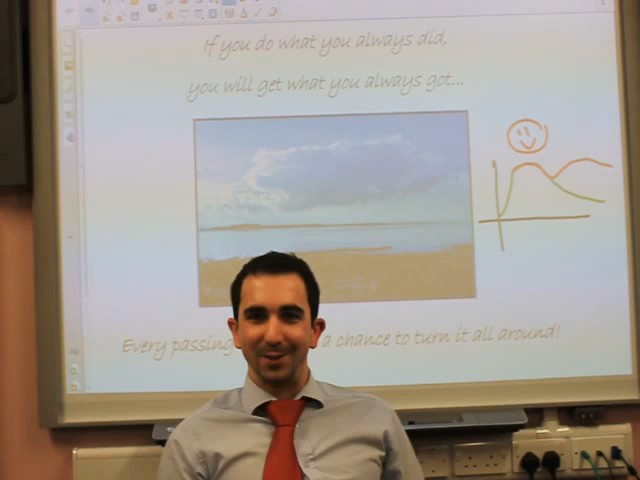 If you do what you always did,
you will get what you always got...
Every passing a chance to turn it all around!